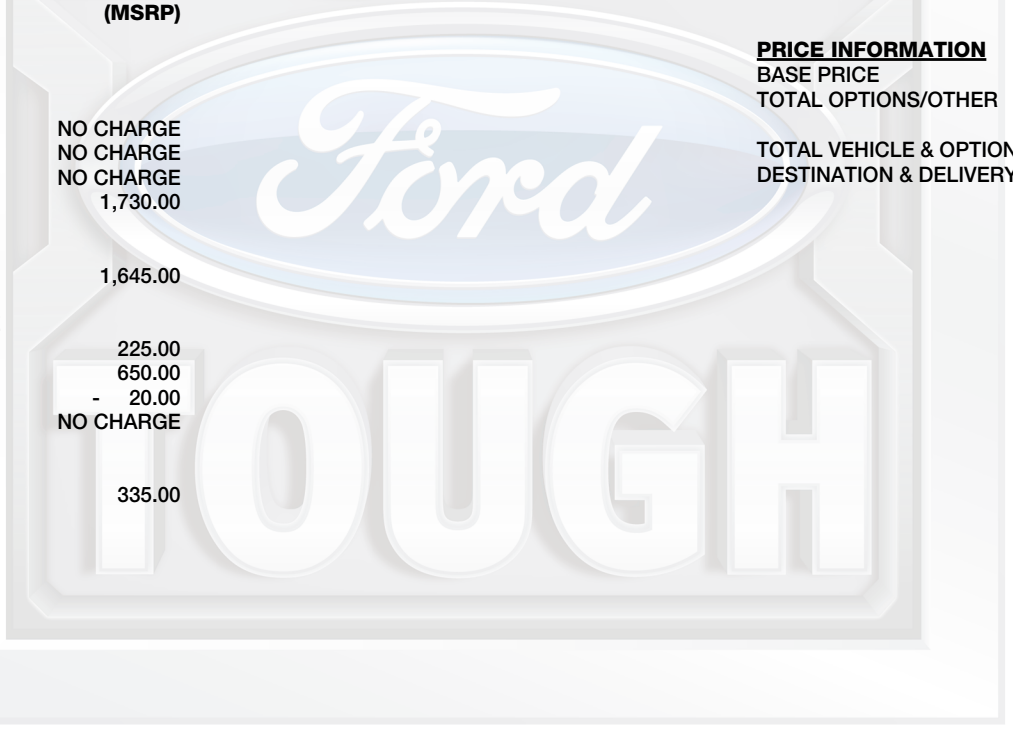 (MSRP)
NO CHARGE
NO CHARGE
NO CHARGE
1,730.00
1,645.00
225.00
650.00
- 20.00
NO CHARGE
335.00
PRICE INFORMATION
BASE PRICE
TOTAL OPTIONS/OTHER
TOTAL VEHICLE & OPTION
DESTINATION & DELIVERY
Ford
TOUGH